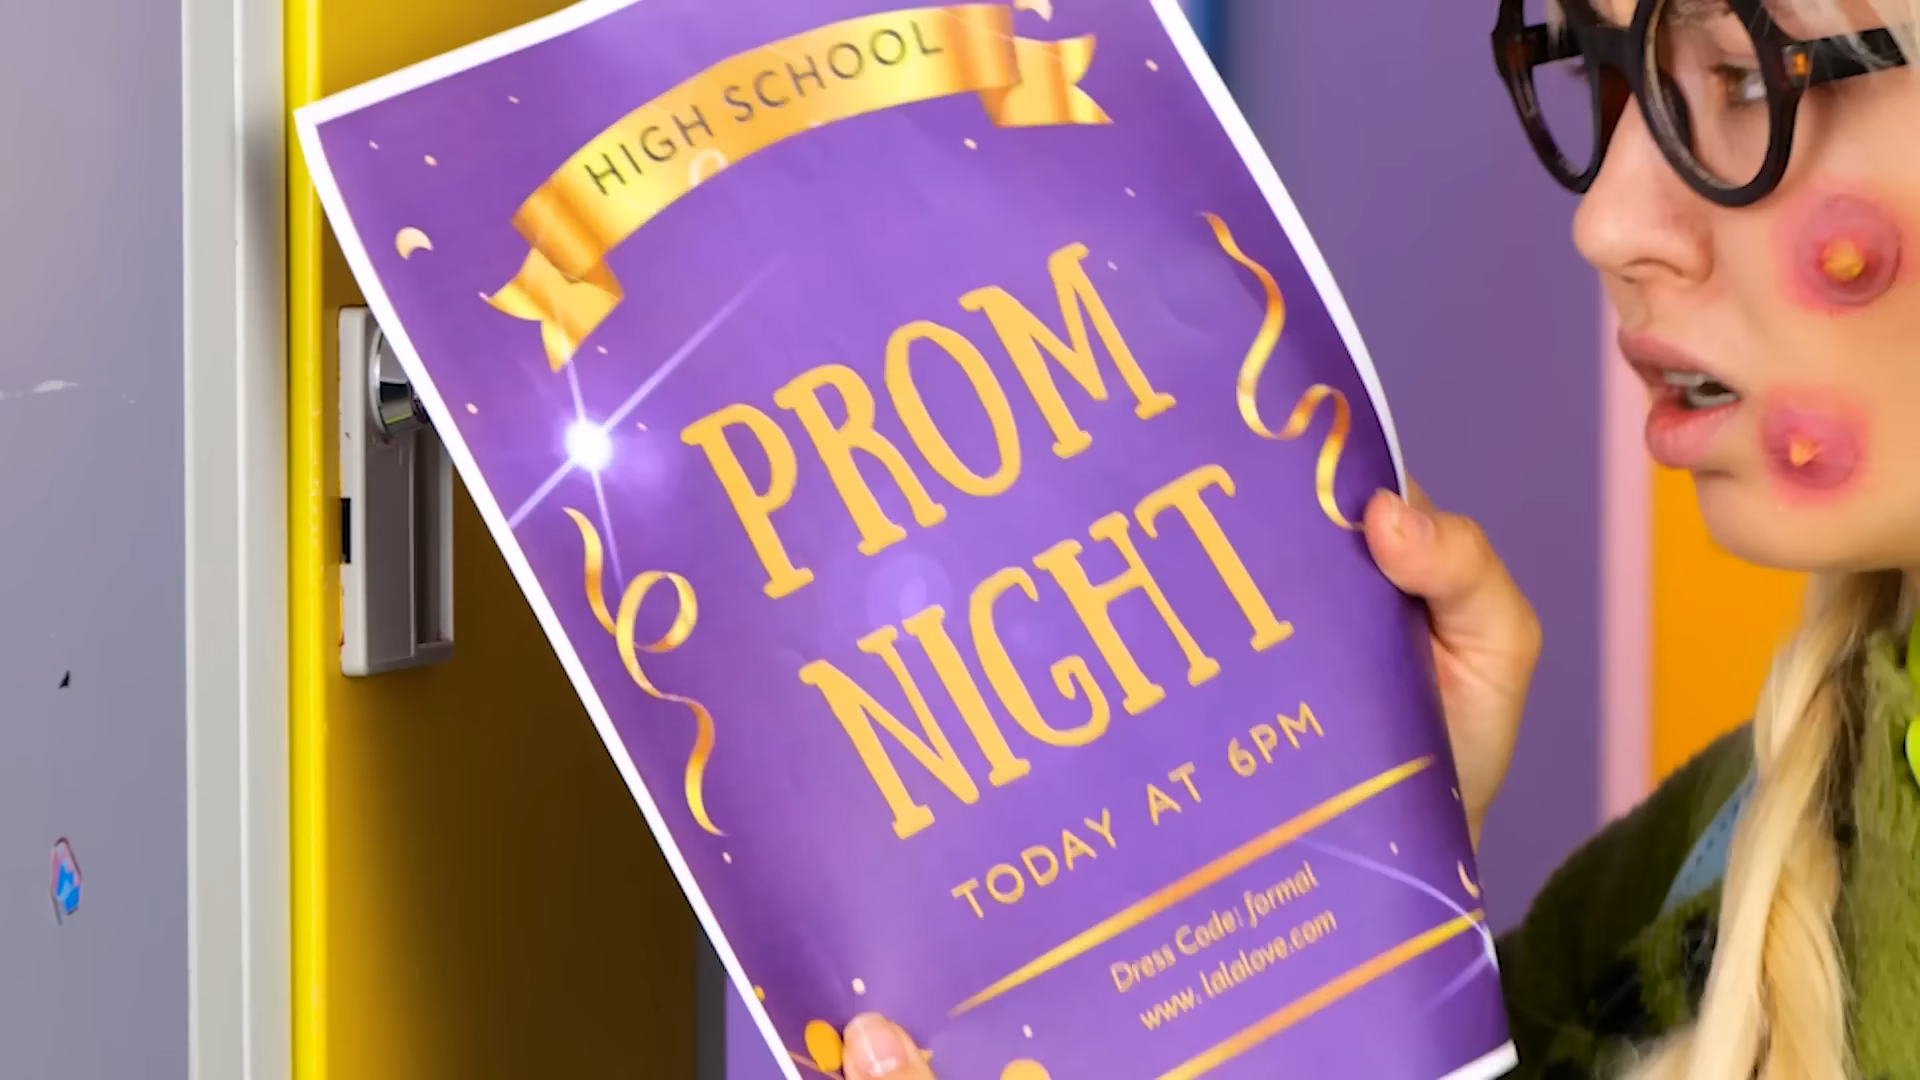 HIGH SCHOOL
PROM
NIGHT
TODAY AT 6PM
Dress Code: formal
www. lalalove.com